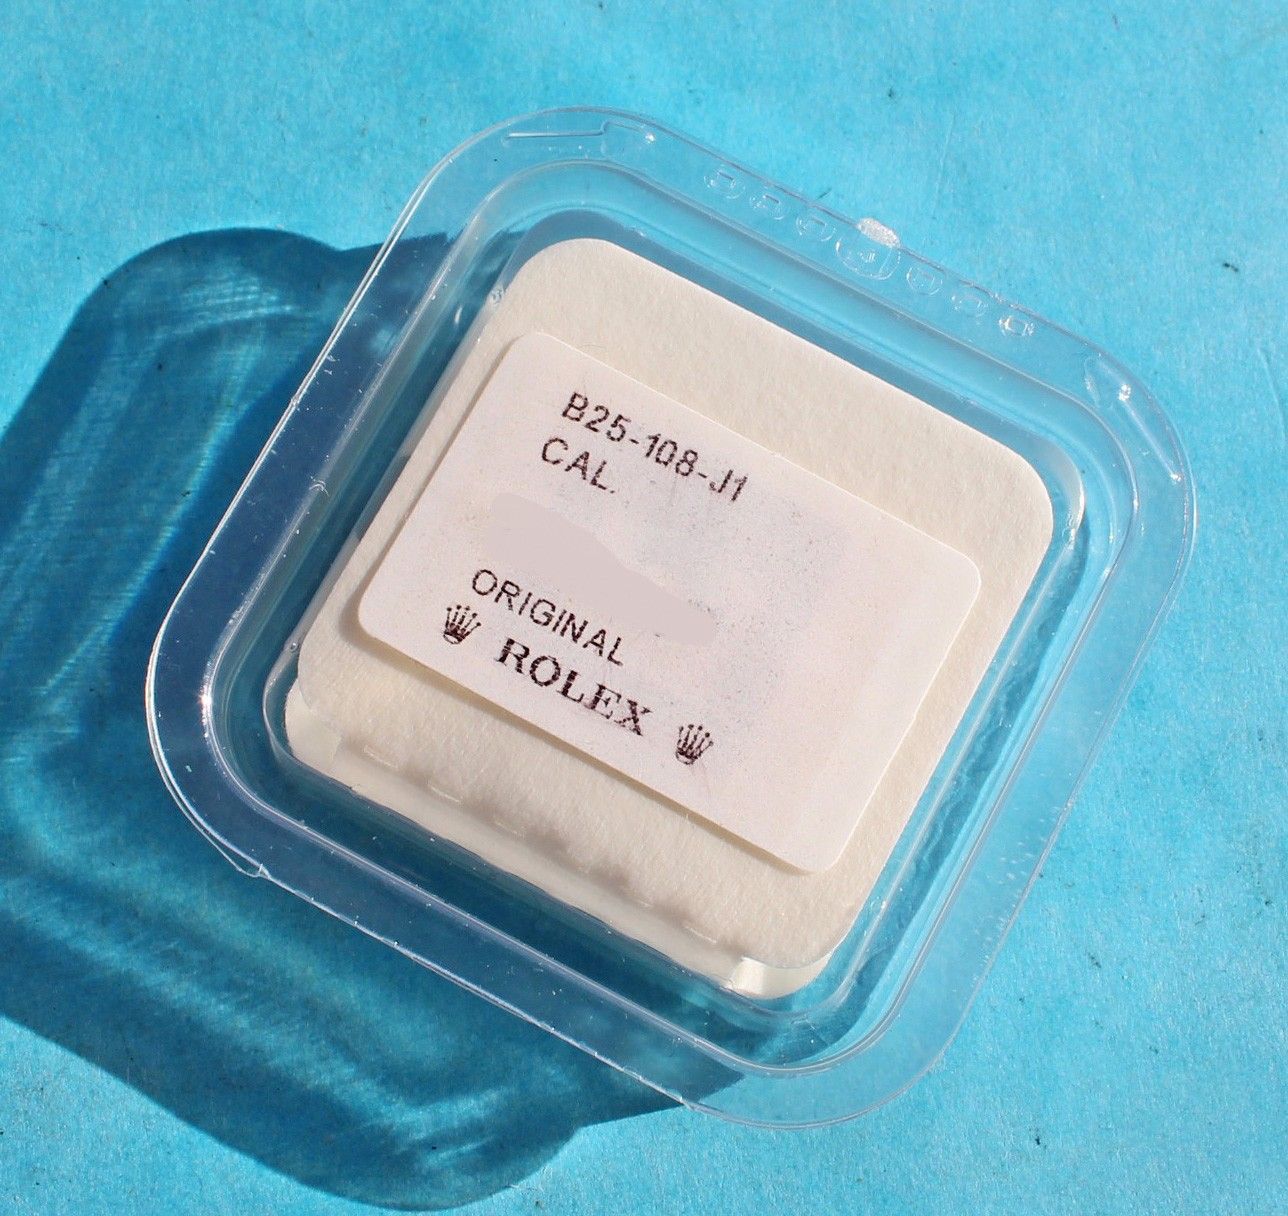 B25-108-J1
CAL.
ORIGINAL
ROLEX